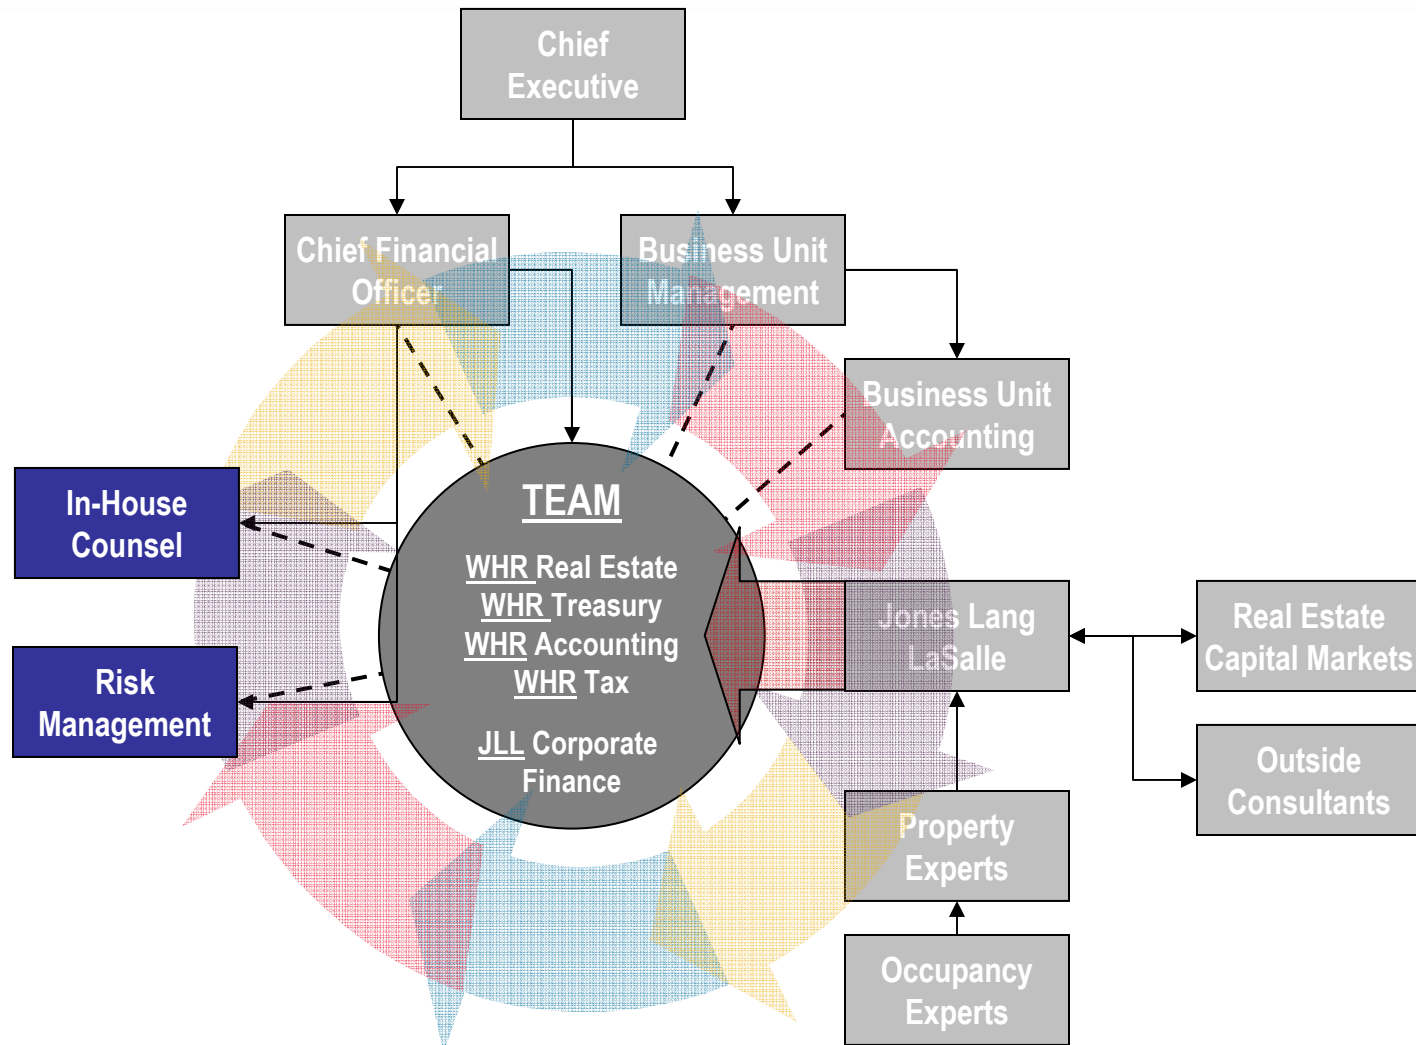 Chief
Executive
Chief Financial
Officer
Business Unit
Management
Business Unit
Accounting
In-House
Counsel
TEAM
WHR Real Estate
WHR Treasury
WHR Accounting
WHR Tax
JLL Corporate
Finance
Jones Lang
LaSalle
Real Estate
Capital Markets
Risk
Management
Outside
Consultants
Property
Experts
Occupancy
Experts